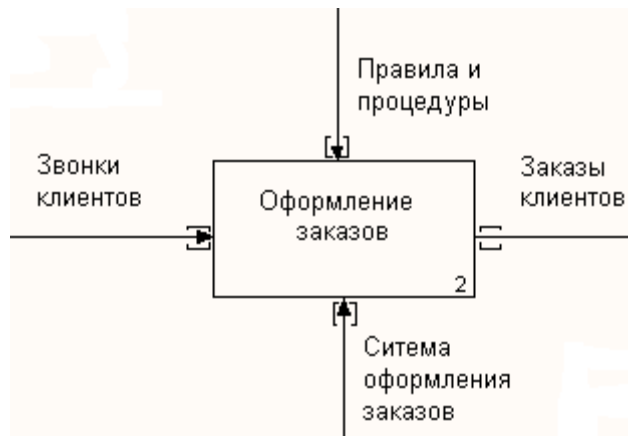 Правила и
процедуры
Звонки
клиентов
Заказы
клиентов
Оформление
заказов
2
Ситема
оформления
заказов